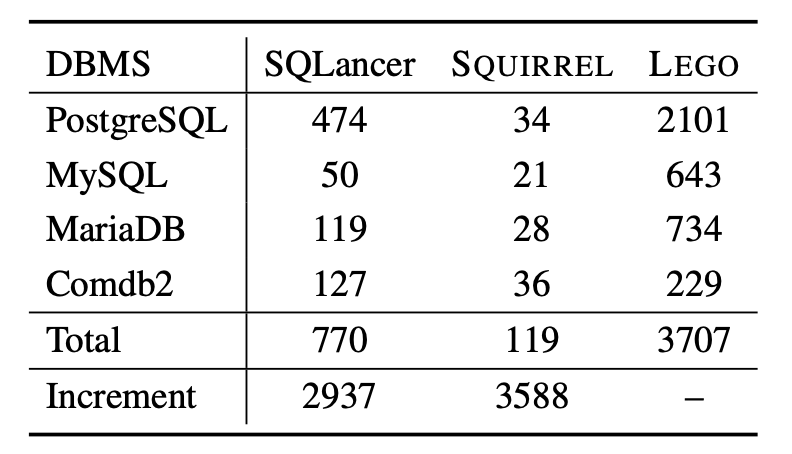 DBMS SQLancer SQUIRREL LEGO
PostgreSQL 474 34 2101
MySQL 50 21 643
MariaDB 119 28 734
Comdb2 127 36 229
Total 770 119 3707
Increment 2937 3588 –